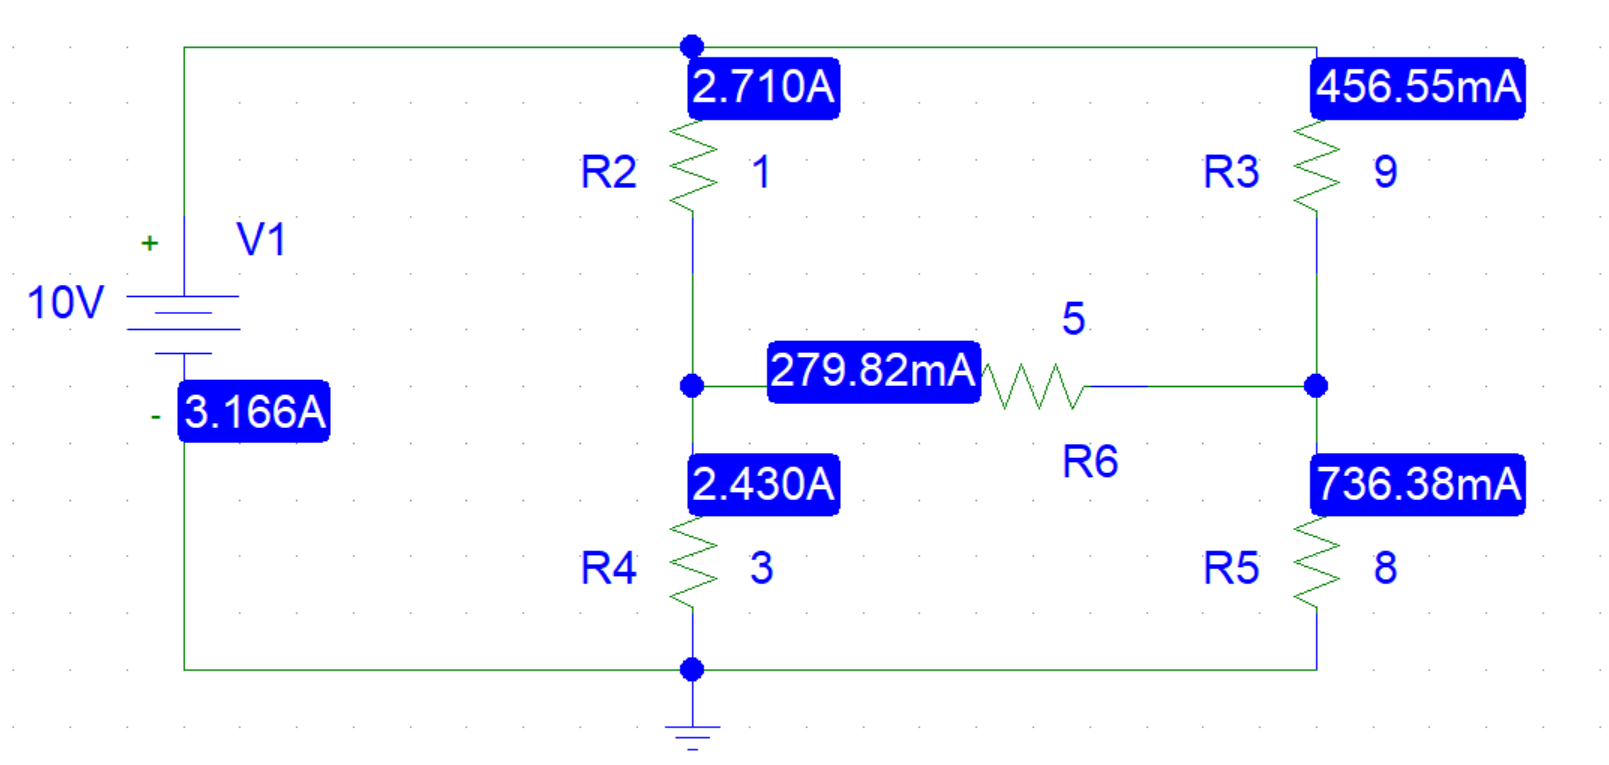 2.710A
456.55mA
R2
1
R3
9
+
V1
10V
5
279.82mA
-
3.166A
R6
2.430A
736.38mA
R4
3
R5
8